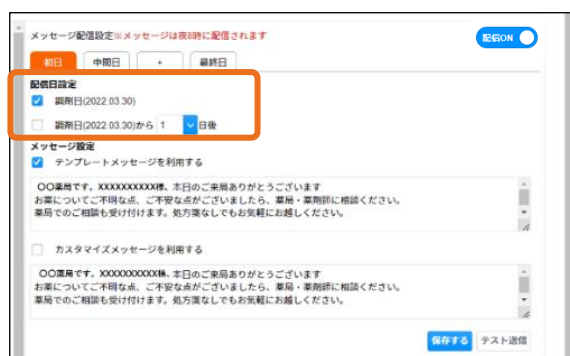 メッセージ配信設定※メッセージは夜8時に配信されます
配信ON
初日 中間日 + 最終日
配信日設定
調剤日(2022.03.30)
調剤日(2022.03.30)から 1 日後
メッセージ設定
テンプレートメッセージを利用する
〇〇薬局です。XXXXXXXXXX様、本日のご来局ありがとうございます
お薬についてご不明な点、ご不安な点がございましたら、薬局・薬剤師に相談ください。
薬局でのご相談も受け付けます。処方箋なしでもお気軽にお越しください。
カスタマイズメッセージを利用する
〇〇薬局です。XXXXXXXXXX様、本日のご来局ありがとうございます
お薬についてご不明な点、ご不安な点がございましたら、薬局・薬剤師に相談ください。
薬局でのご相談も受け付けます。処方箋なしでもお気軽にお越しください。
保存する テスト送信